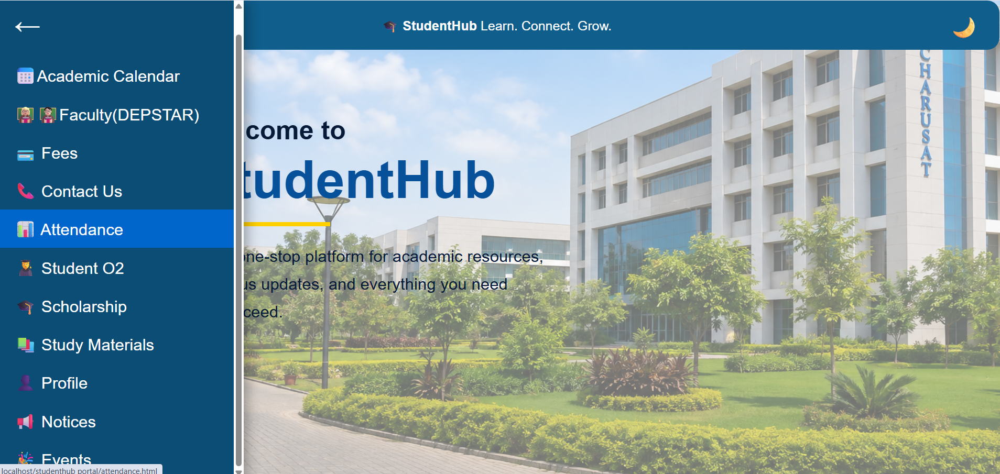 ←
StudentHub Learn. Connect. Grow.
Academic Calendar
Faculty(DEPSTAR)
Fees
Contact Us
Attendance
Student O2
Scholarship
Study Materials
Profile
Notices
Events
localhost/studenthub portal/attendance.html
come to
tudentHub
one-stop platform for academic resources,
us updates, and everything you need
ceed.
CHARUSAT